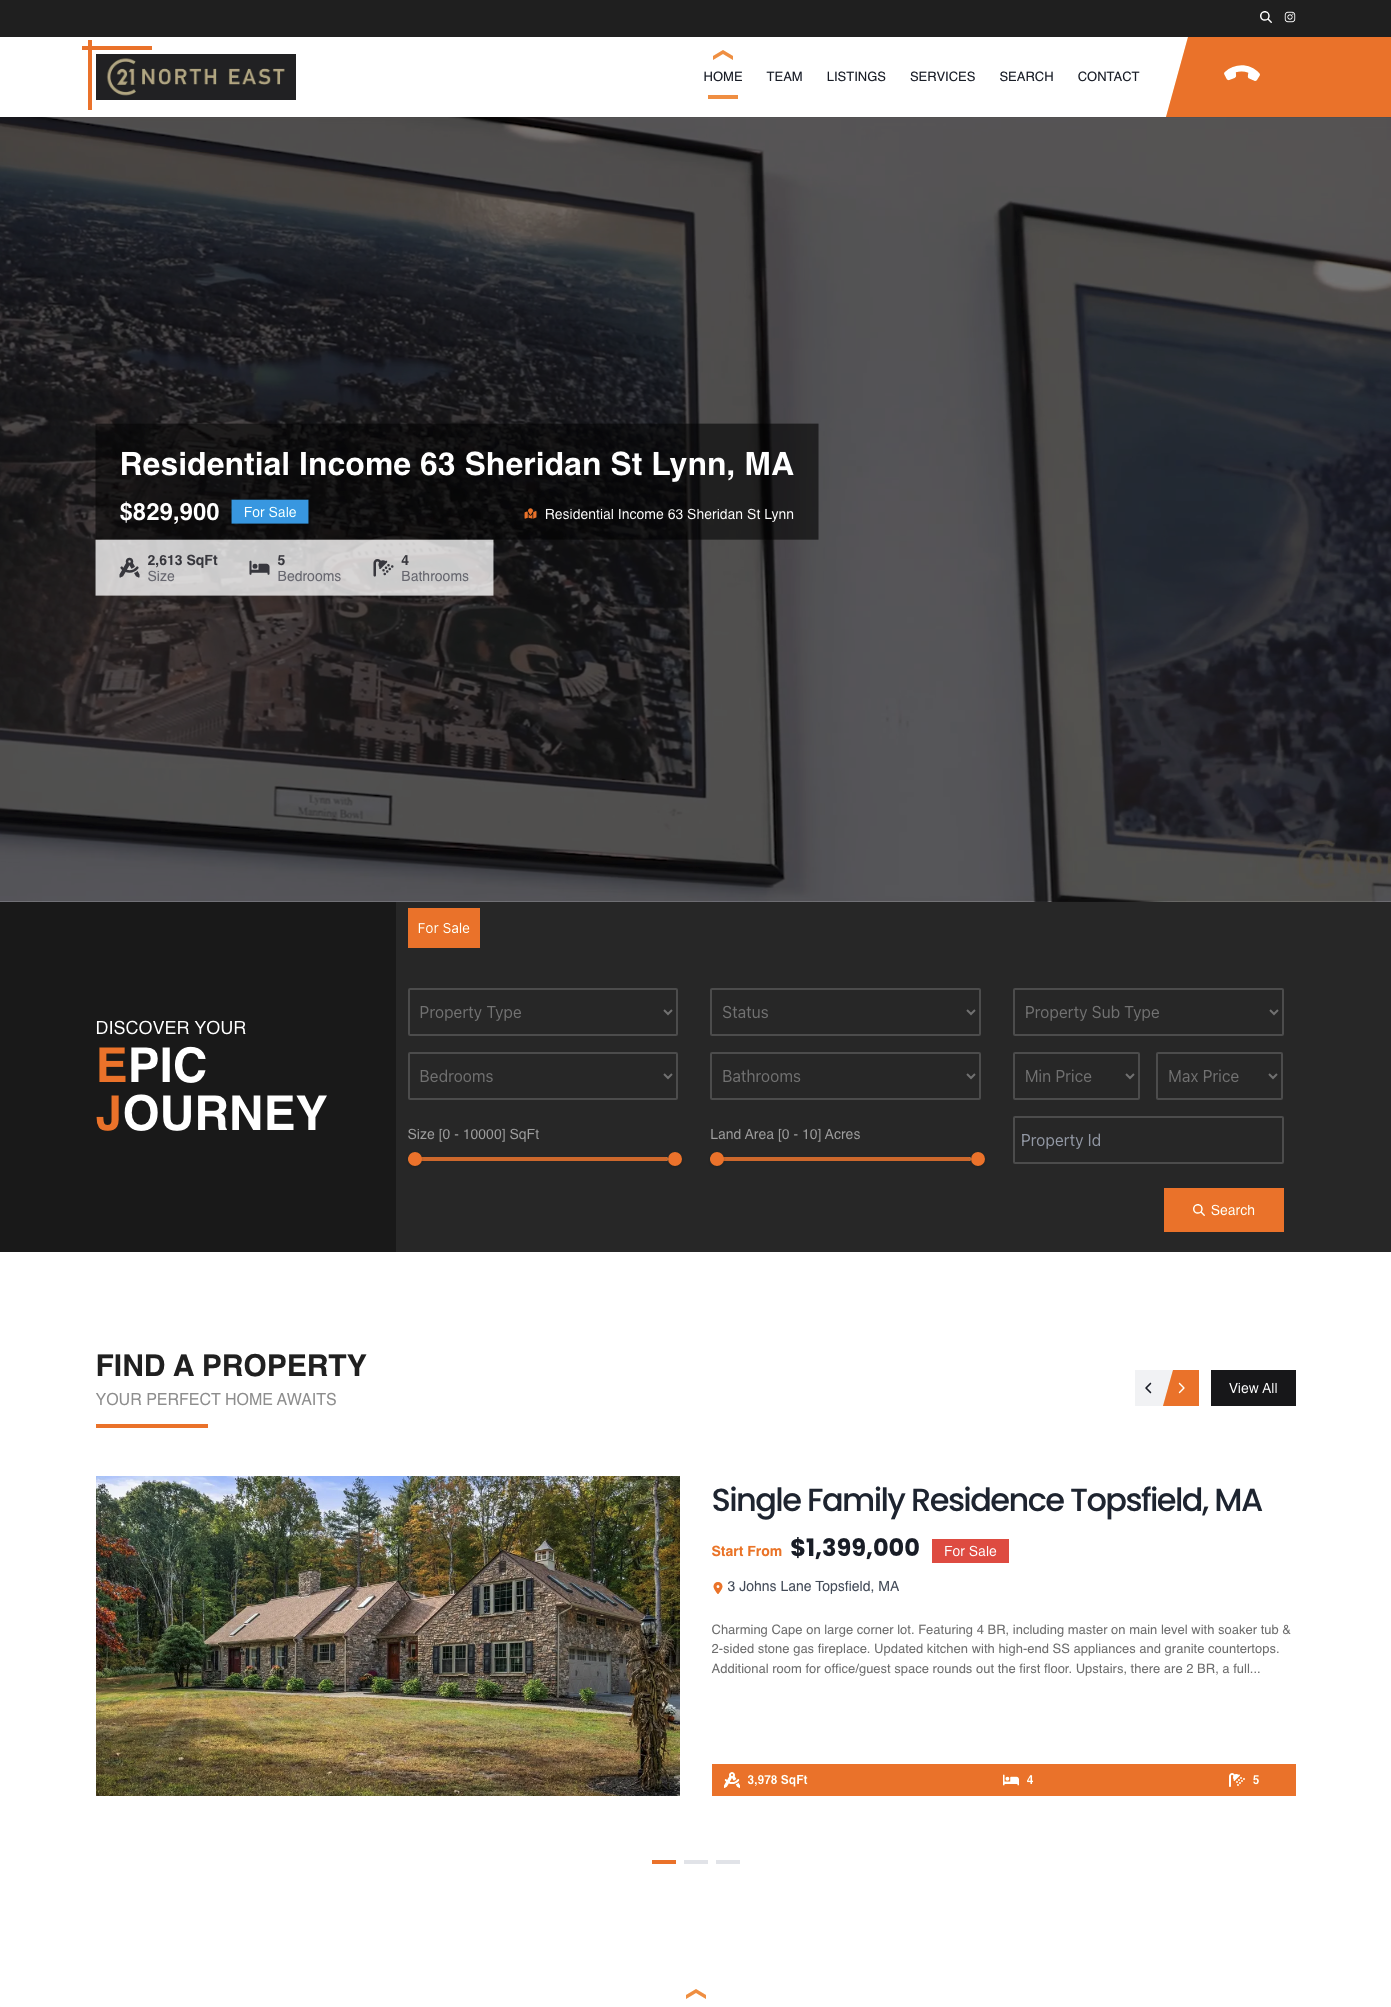 21 NORTH EAST
HOME TEAM LISTINGS SERVICES SEARCH CONTACT
Residential Income 63 Sheridan St Lynn, MA
$829,900 For Sale Residential Income 63 Sheridan St Lynn
2,613 SqFt 5 4
Size Bedrooms Bathrooms
Lynn with
Manning Bowl
For Sale
DISCOVER YOUR
EPIC
JOURNEY
Property Type Status Property Sub Type
Bedrooms Bathrooms Min Price Max Price
Size [0 - 10000] SqFt Land Area [0 - 10] Acres Property Id
Search
FIND A PROPERTY
YOUR PERFECT HOME AWAITS
View All
Single Family Residence Topsfield, MA
Start From $1,399,000 For Sale
3 Johns Lane Topsfield, MA
Charming Cape on large corner lot. Featuring 4 BR, including master on main level with soaker tub &
2-sided stone gas fireplace. Updated kitchen with high-end SS appliances and granite countertops.
Additional room for office/guest space rounds out the first floor. Upstairs, there are 2 BR, a full...
3,978 SqFt 4 5